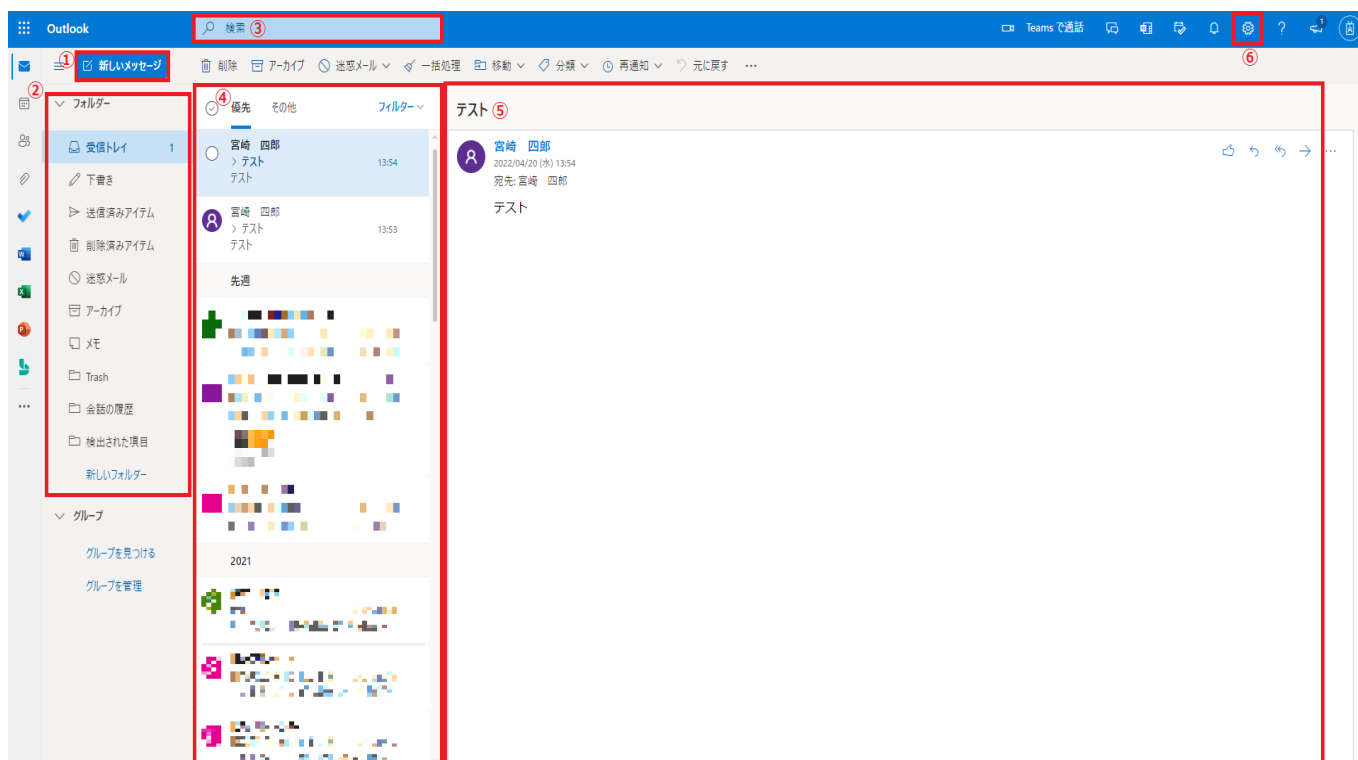 Outlook
検索 ③
Teams で通話
1
⑥
①
新しいメッセージ
削除 アーカイブ 迷惑メール 一括処理 移動 分類 再通知 元に戻す ...
②
フォルダー
受信トレイ 1
下書き
送信済みアイテム
削除済みアイテム
迷惑メール
アーカイブ
メモ
Trash
会話の履歴
検出された項目
新しいフォルダー
グループ
グループを見つける
グループを管理
④
優先 その他 フィルター
宮崎 四郎
> テスト 13:54
テスト
宮崎 四郎
> テスト 13:53
テスト
先週
2021
テスト ⑤
宮崎 四郎
2022/04/20 (水) 13:54
宛先: 宮崎 四郎
テスト